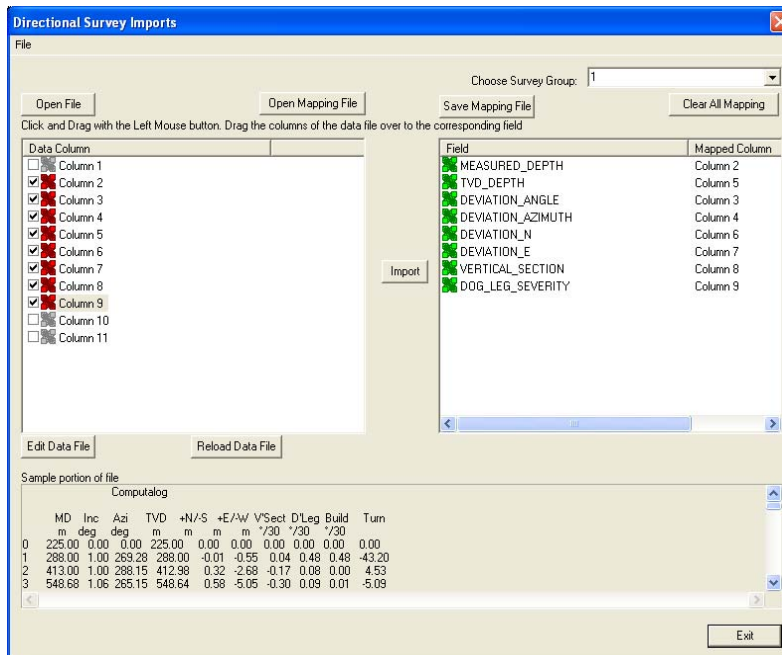 Directional Survey Imports
File
Choose Survey Group: 1
Open File Open Mapping File Save Mapping File Clear All Mapping
Click and Drag with the Left Mouse button. Drag the columns of the data file over to the corresponding field
Data Column
Column 1
Column 2
Column 3
Column 4
Column 5
Column 6
Column 7
Column 8
Column 9
Column 10
Column 11
Import
Field Mapped Column
MEASURED_DEPTH Column 2
TVD_DEPTH Column 5
DEVIATION_ANGLE Column 3
DEVIATION_AZIMUTH Column 4
DEVIATION_N Column 6
DEVIATION_E Column 7
VERTICAL_SECTION Column 8
DOG_LEG_SEVERITY Column 9
Edit Data File Reload Data File
Sample portion of file
Computalog
MD Inc Azi TVD +N/-S +E/-W V'Sect D'Leg Build Turn
m deg deg m m m m °/30 °/30 °/30
0 225.00 0.00 0.00 225.00 0.00 0.00 0.00 0.00 0.00 0.00
1 288.00 1.00 269.28 288.00 -0.01 -0.55 0.04 0.48 0.48 -43.20
2 413.00 1.00 288.15 412.98 0.32 -2.68 -0.17 0.08 0.00 4.53
3 548.68 1.06 265.15 548.64 0.58 -5.05 -0.30 0.09 0.01 -5.09
Exit